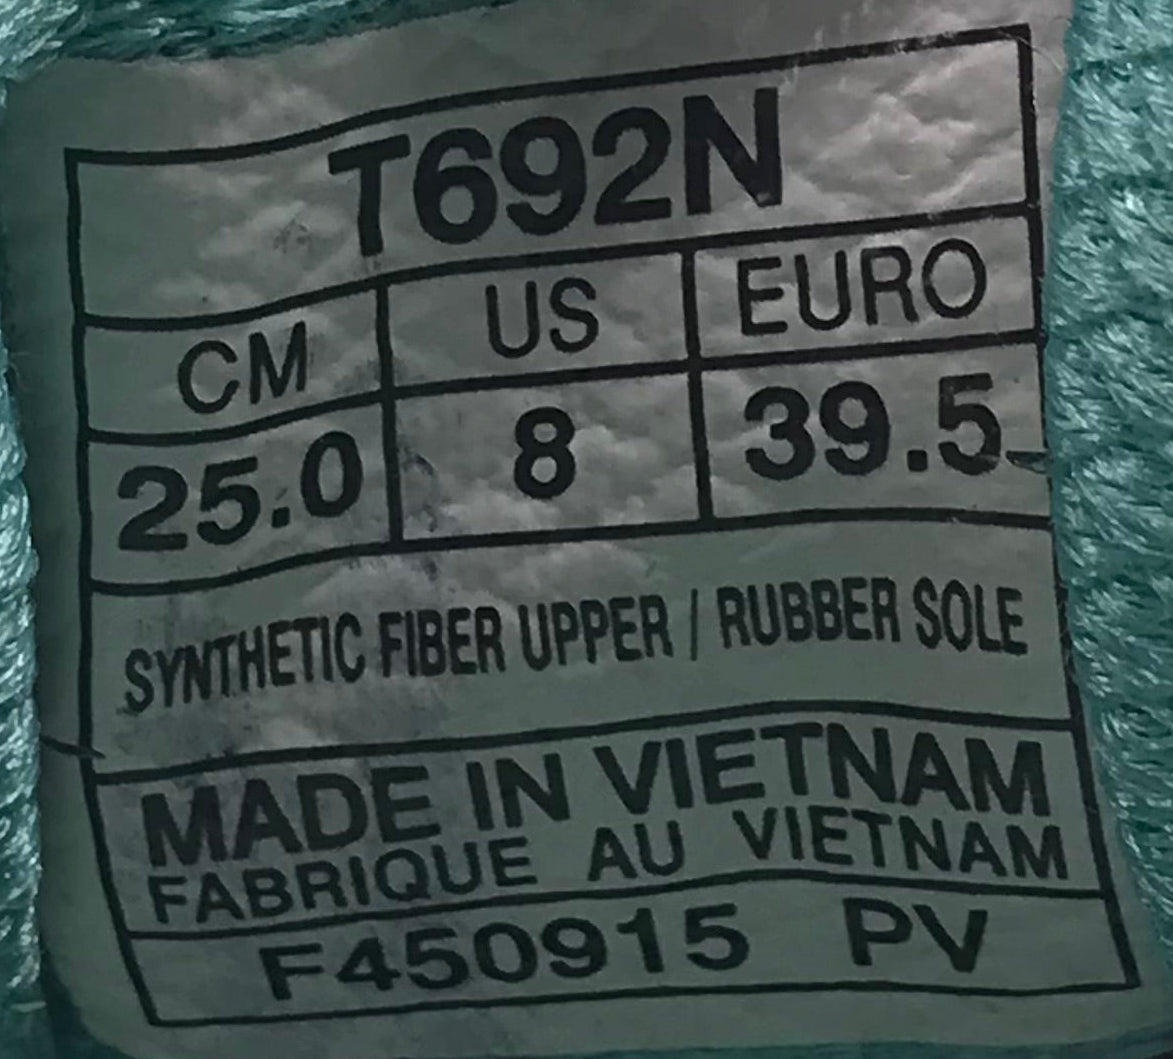 T692N
CM US EURO
25.0 8 39.5
SYNTHETIC FIBER UPPER / RUBBER SOLE
MADE IN VIETNAM
FABRIQUE AU VIETNAM
F450915 PV